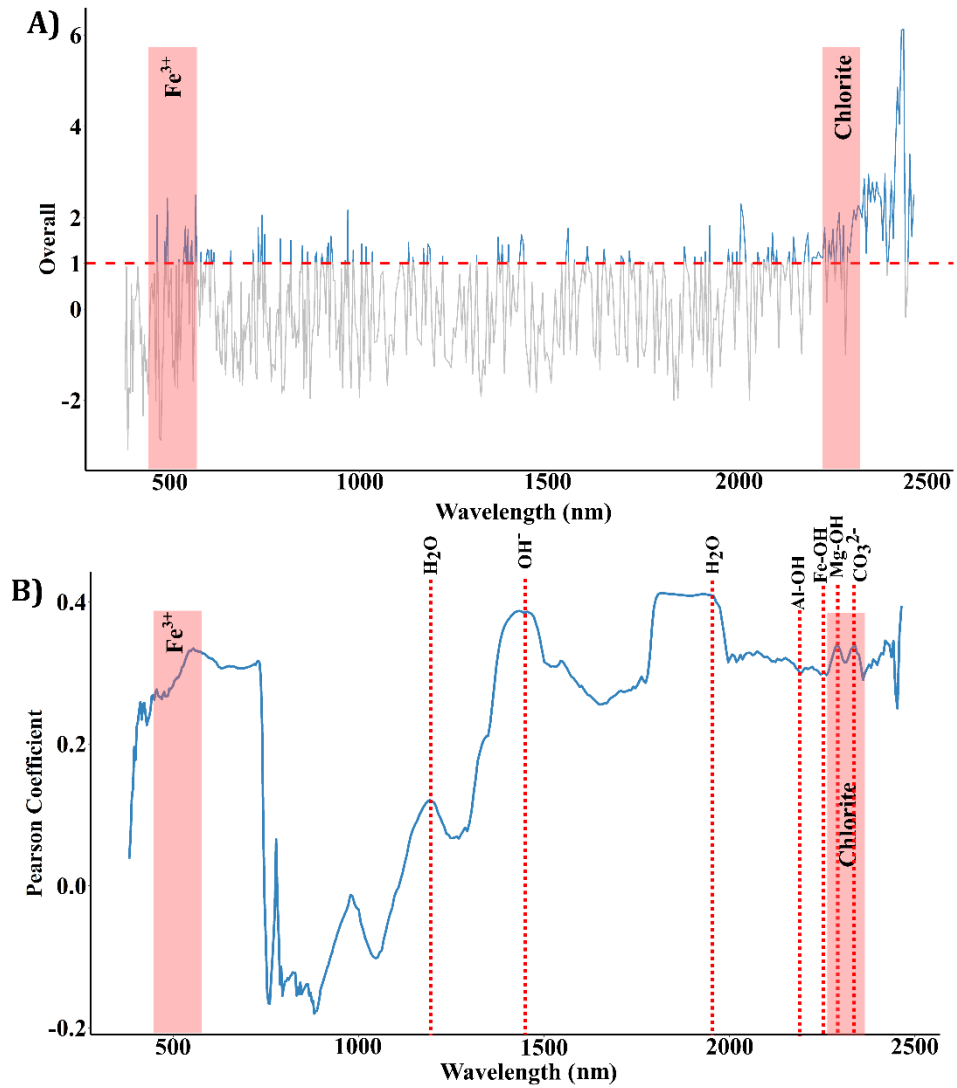 A)
6
4
2
1
0
-2
Overall
Fe3+
Chlorite
500
1000
1500
2000
2500
Wavelength (nm)
B)
H2O
OH-
H2O
Al-OH
Fe-OH
Mg-OH
CO32-
0.4
0.2
0.0
-0.2
Pearson Coefficient
Fe3+
Chlorite
500
1000
1500
2000
2500
Wavelength (nm)